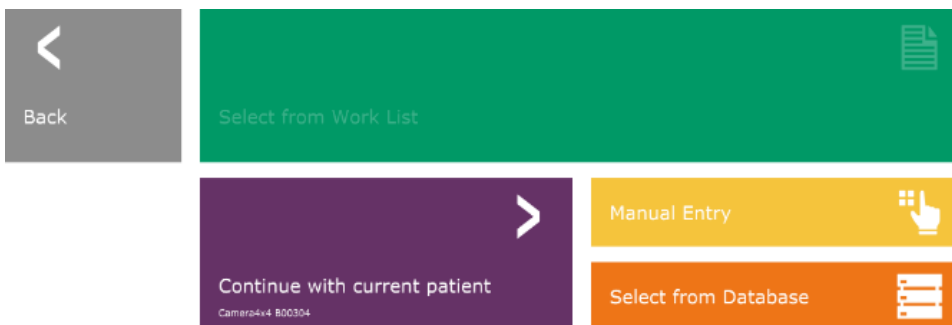 Back
Select from Work List
Manual Entry
Continue with current patient
Camera4x4 B00304
Select from Database